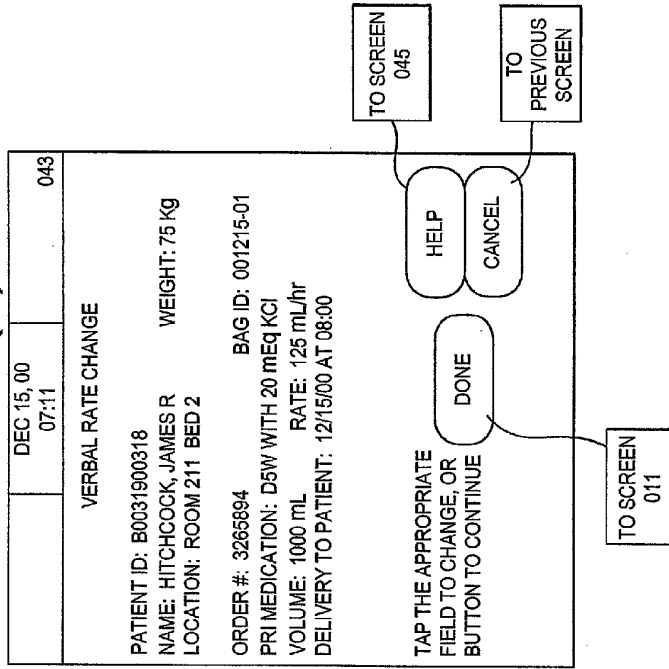 DEC 15, 00
07:11
043
VERBAL RATE CHANGE
PATIENT ID: B0031900318
NAME: HITCHCOCK, JAMES R WEIGHT: 75 Kg
LOCATION: ROOM 211 BED 2
ORDER #: 3265894 BAG ID: 001215-01
PRI MEDICATION: D5W WITH 20 mEq KCl
VOLUME: 1000 mL RATE: 125 mL/hr
DELIVERY TO PATIENT: 12/15/00 AT 08:00
TAP THE APPROPRIATE
FIELD TO CHANGE, OR
BUTTON TO CONTINUE
DONE
HELP
CANCEL
TO SCREEN
011
TO SCREEN
045
TO
PREVIOUS
SCREEN